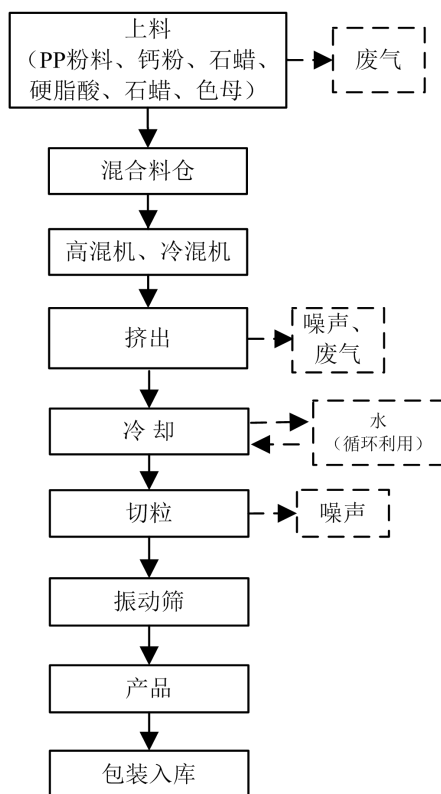 上料
（PP粉料、钙粉、石蜡、
硬脂酸、石蜡、色母）
废气
混合料仓
高混机、冷混机
挤出
噪声、
废气
冷 却
水
（循环利用）
切粒
噪声
振动筛
产品
包装入库